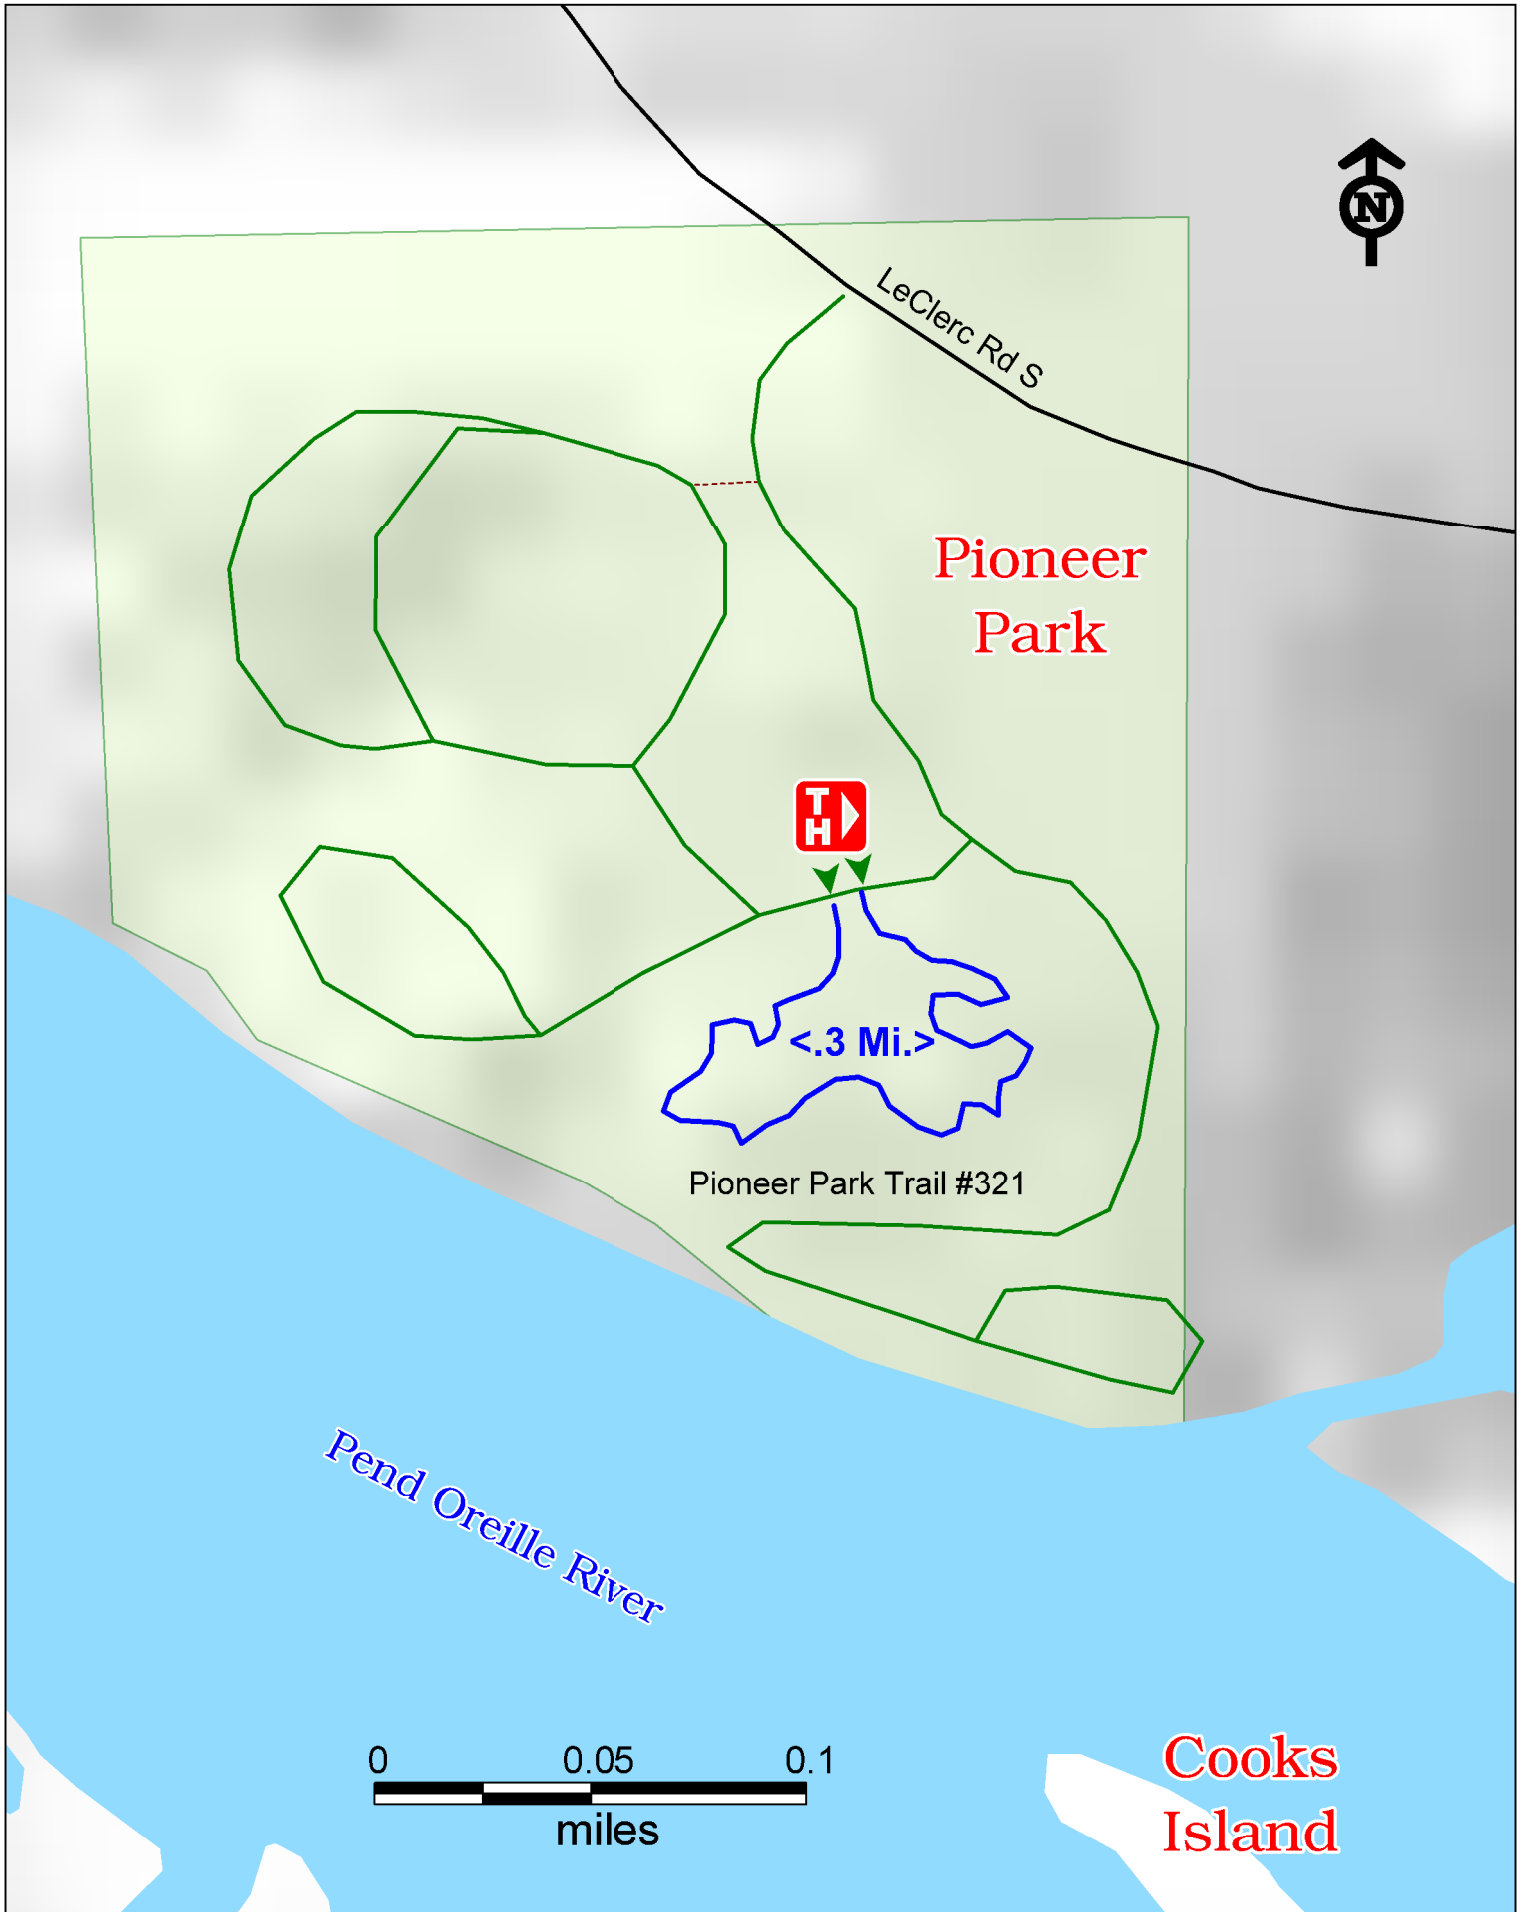 N
LeClerc Rd S
Pioneer
Park
TH
<.3 Mi.>
Pioneer Park Trail #321
Pend Oreille River
0 0.05 0.1
miles
Cooks
Island